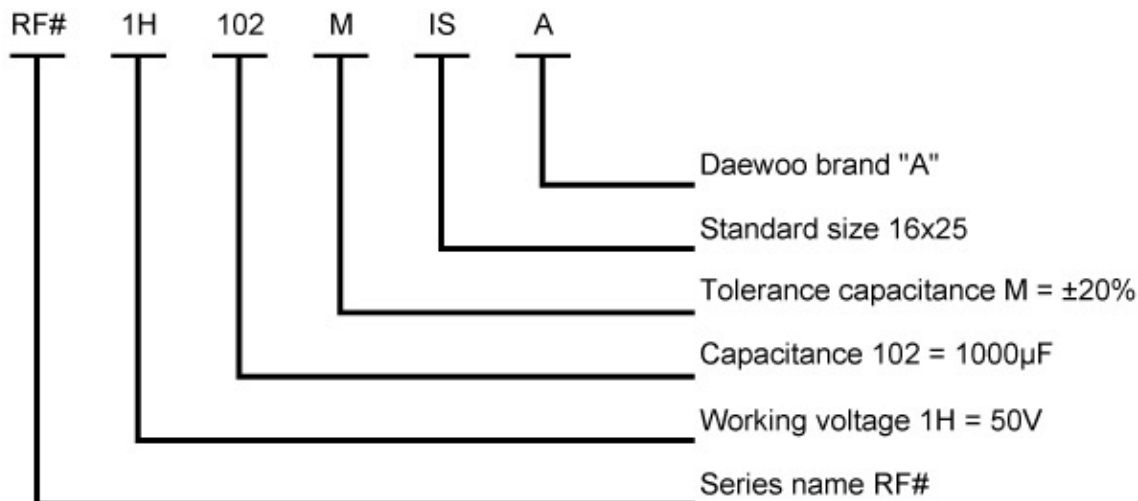 RF# 1H 102 M IS A
Daewoo brand "A"
Standard size 16x25
Tolerance capacitance M = ±20%
Capacitance 102 = 1000µF
Working voltage 1H = 50V
Series name RF#